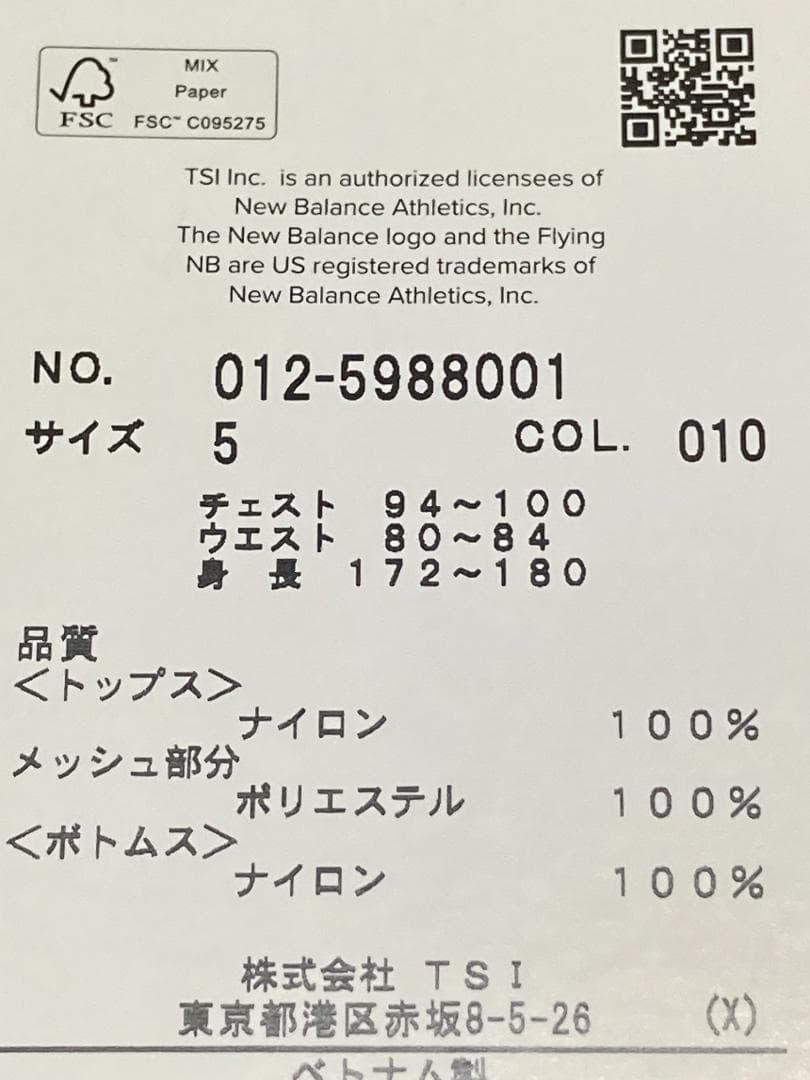 MIX
Paper
FSC
FSC™ C095275
TSI Inc. is an authorized licensees of
New Balance Athletics, Inc.
The New Balance logo and the Flying
NB are US registered trademarks of
New Balance Athletics, Inc.
NO. 012-5988001
サイズ 5 COL. 010
チェスト 94～100
ウエスト 80～84
身 長 172～180
品質
＜トップス＞
ナイロン 100%
メッシュ部分
ポリエステル 100%
＜ボトムス＞
ナイロン 100%
株式会社 TSI
東京都港区赤坂8-5-26 (X)
ベトナム製